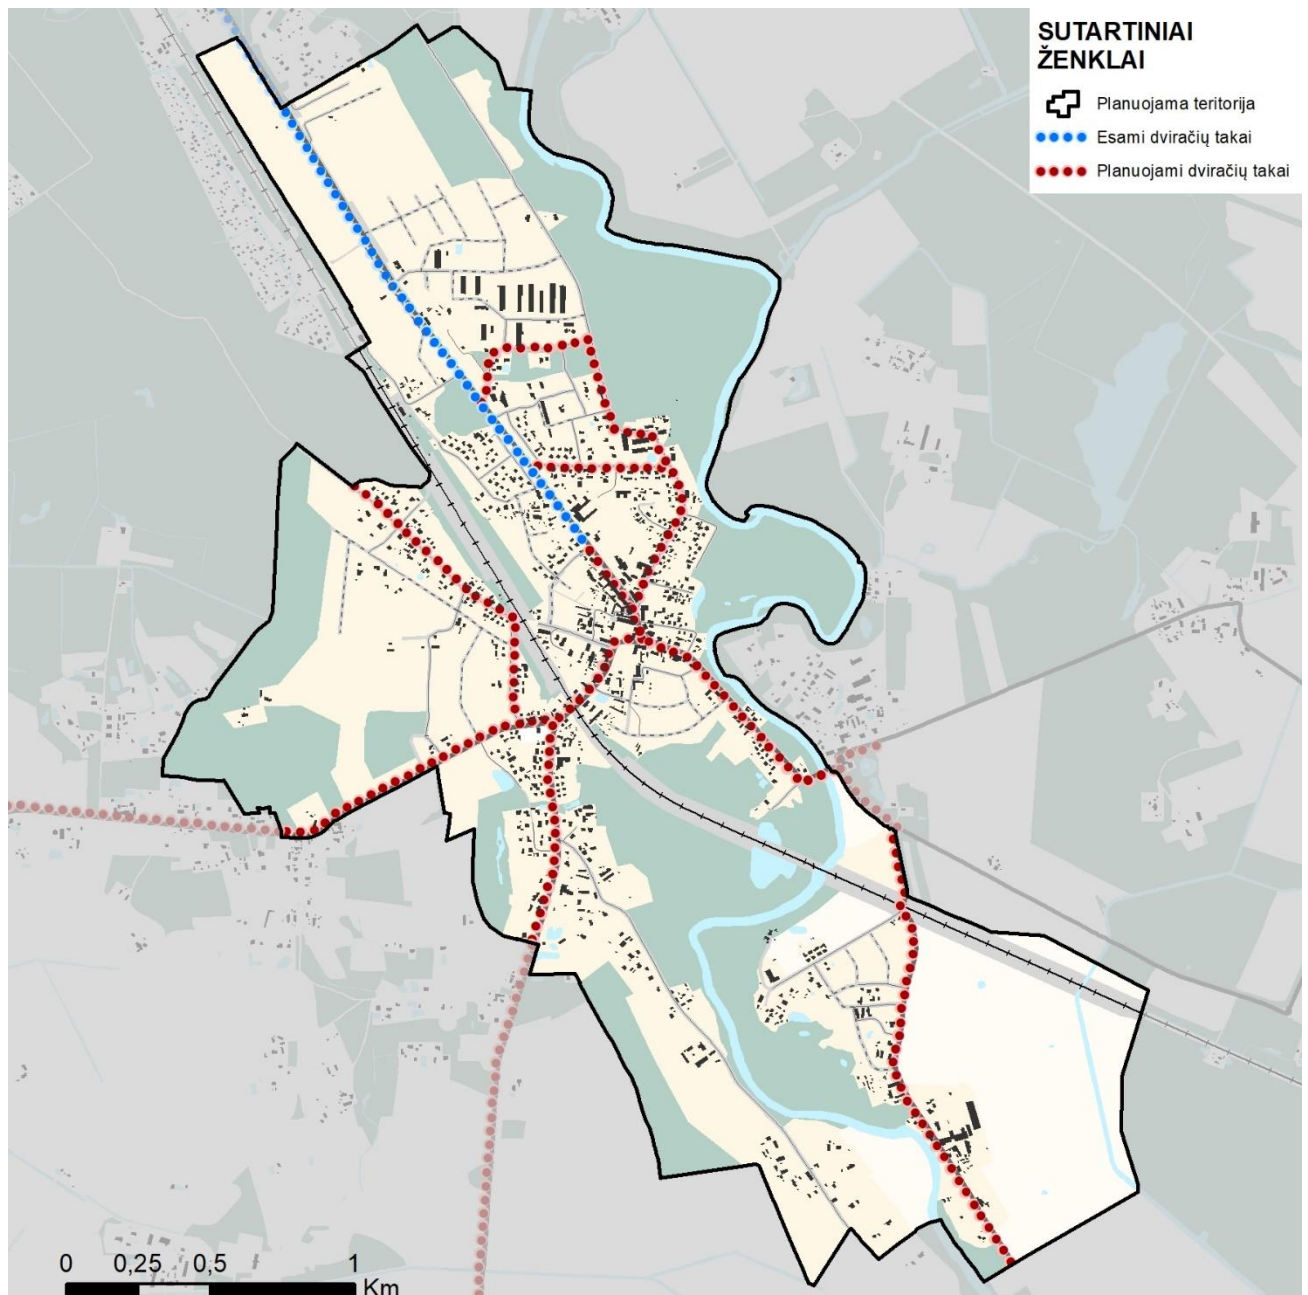 SUTARTINIAI
ŽENKLAI
Planuojama teritorija
Esami dviračių takai
Planuojami dviračių takai
0 0,25 0,5 1
Km